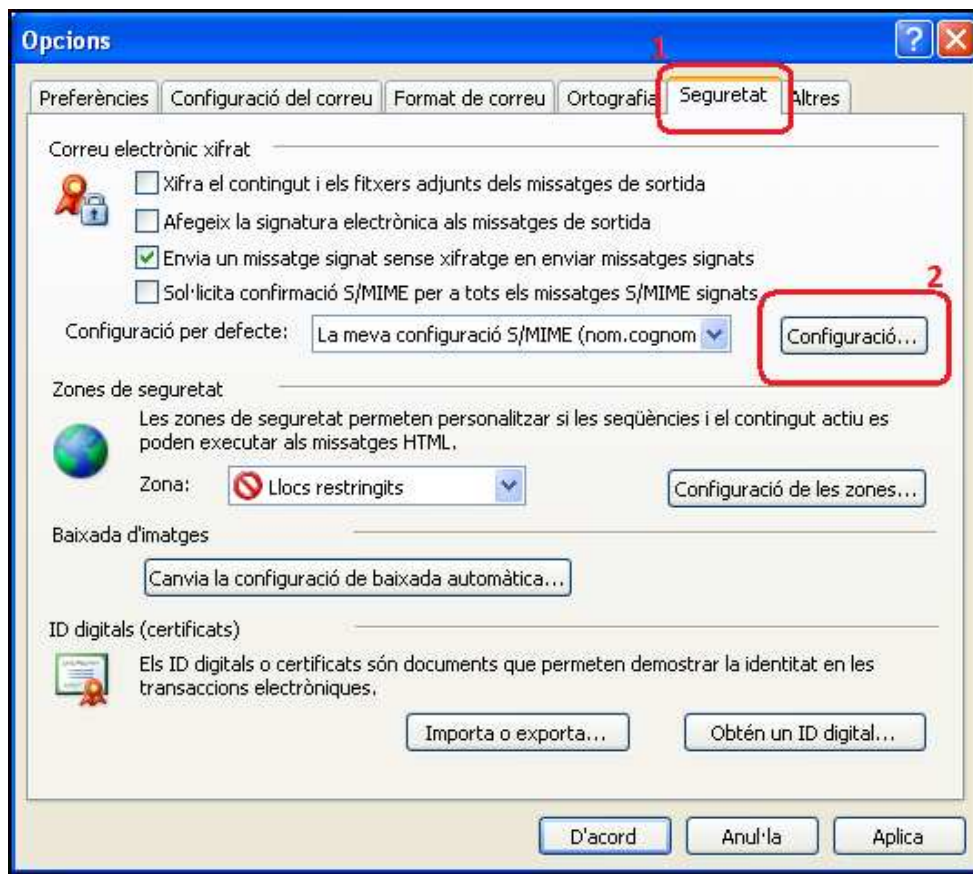 Opcions
1
Preferències Configuració del correu Format de correu Ortografia Seguretat Altres
Correu electrònic xifrat
Xifra el contingut i els fitxers adjunts dels missatges de sortida
Afegeix la signatura electrònica als missatges de sortida
Envia un missatge signat sense xifratge en enviar missatges signats
Sol·licita confirmació S/MIME per a tots els missatges S/MIME signats
2
Configuració per defecte: La meva configuració S/MIME (nom.cognom Configuració...
Zones de seguretat
Les zones de seguretat permeten personalitzar si les seqüències i el contingut actiu es
poden executar als missatges HTML.
Zona: Llocs restringits Configuració de les zones...
Baixada d'imatges
Canvia la configuració de baixada automàtica...
ID digitals (certificats)
Els ID digitals o certificats són documents que permeten demostrar la identitat en les
transaccions electròniques.
Importa o exporta... Obtén un ID digital...
D'acord Anul·la Aplica